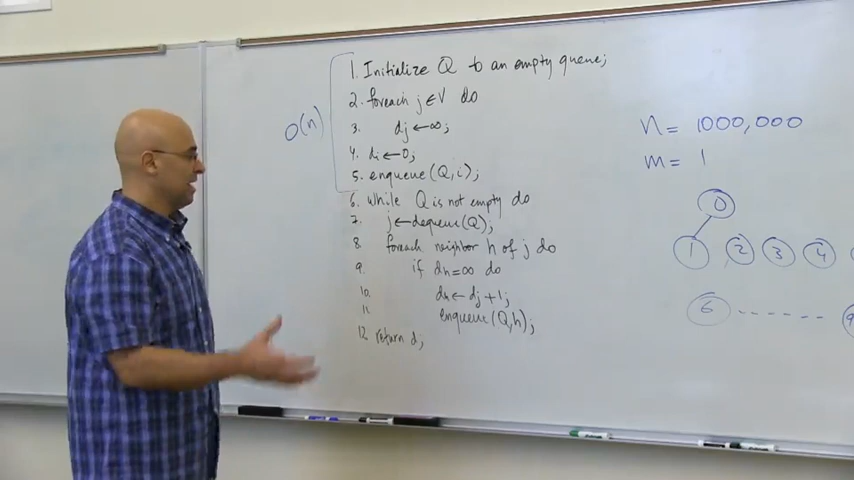 1. Initialize Q to an empty queue;
2. foreach j∈V do
3. dj ← ∞;
4. di ← 0;
5. enqueue (Q,i);
6. while Q is not empty do
7. j ← dequeue(Q);
8. foreach neighbor h of j do
9. if dh = ∞ do
10. dh ← dj + 1;
11. enqueue (Q,h);
12 return d;
O(n)
n = 1000,000
m = 1
0
1 2 3 4
6 ------